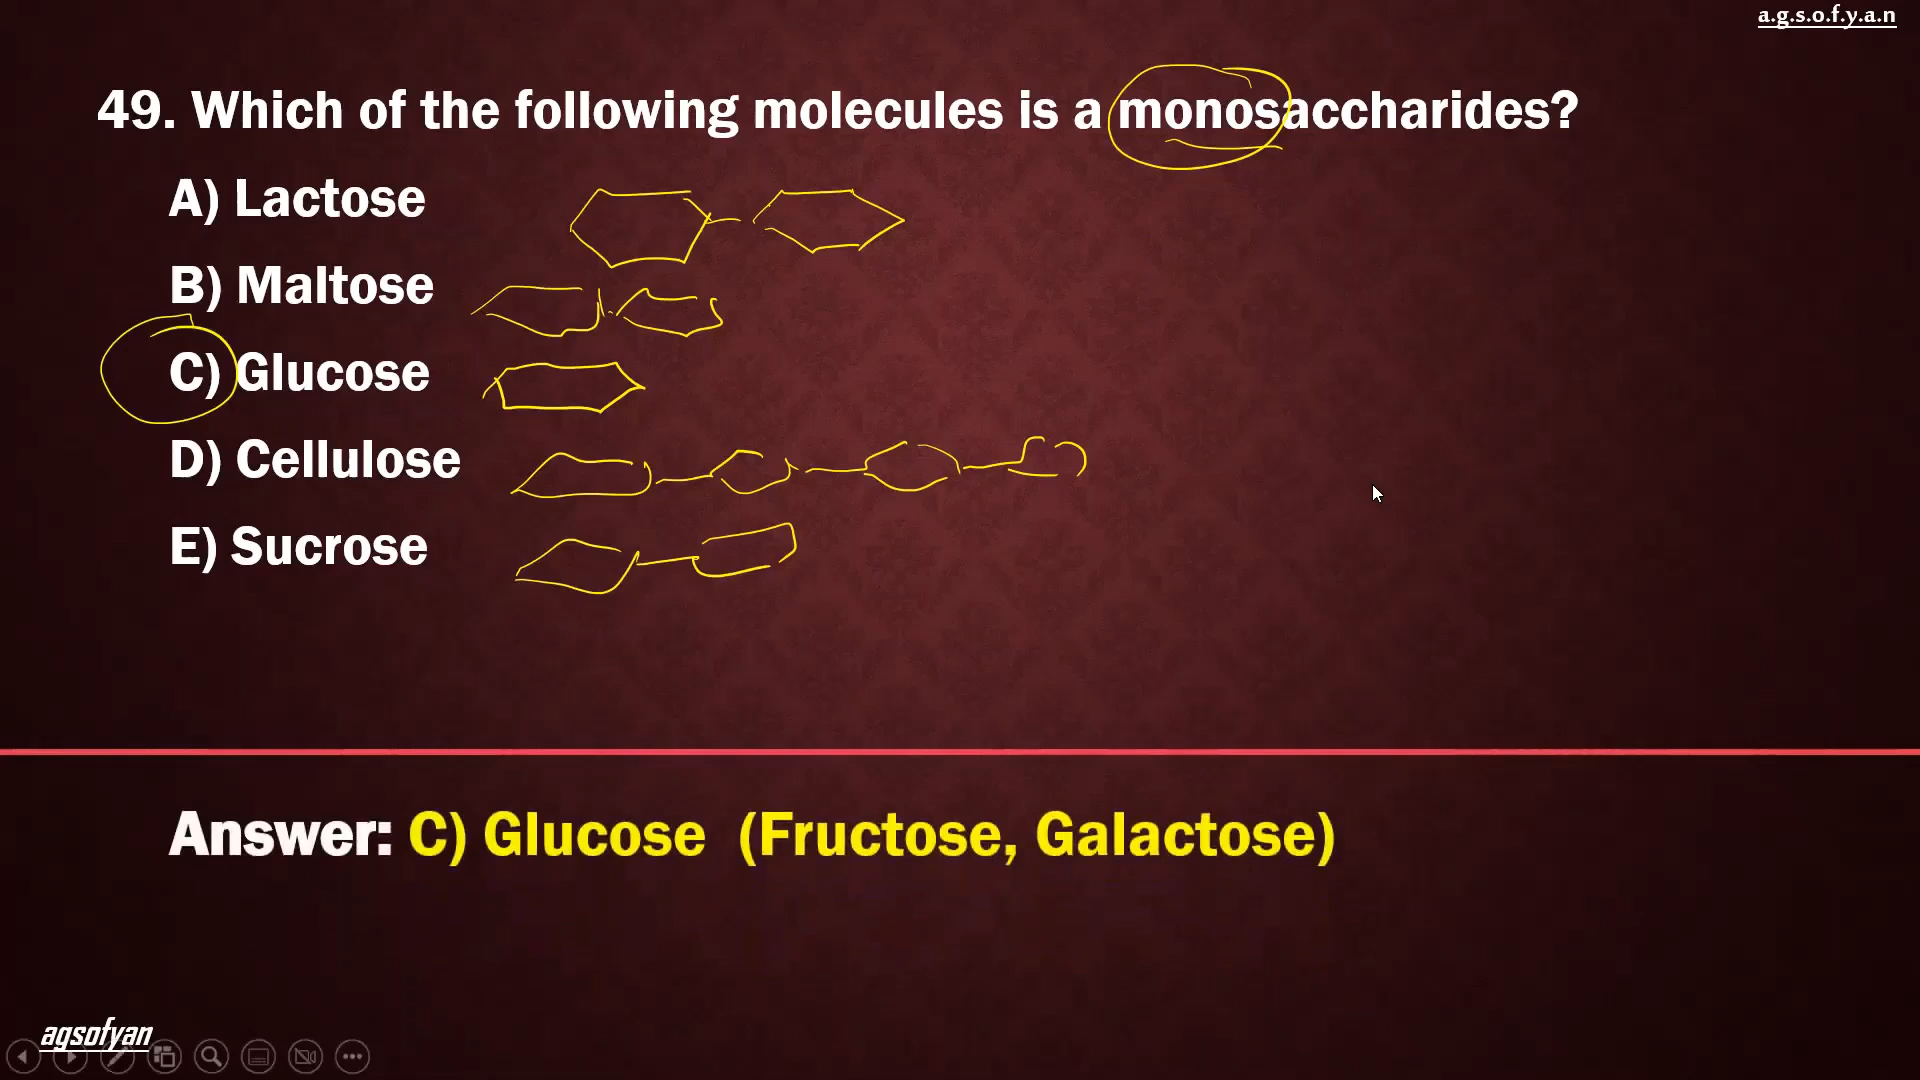 a.g.s.o.f.y.a.n
49. Which of the following molecules is a monosaccharides?
A) Lactose
B) Maltose
C) Glucose
D) Cellulose
E) Sucrose
Answer: C) Glucose (Fructose, Galactose)
agsofyan